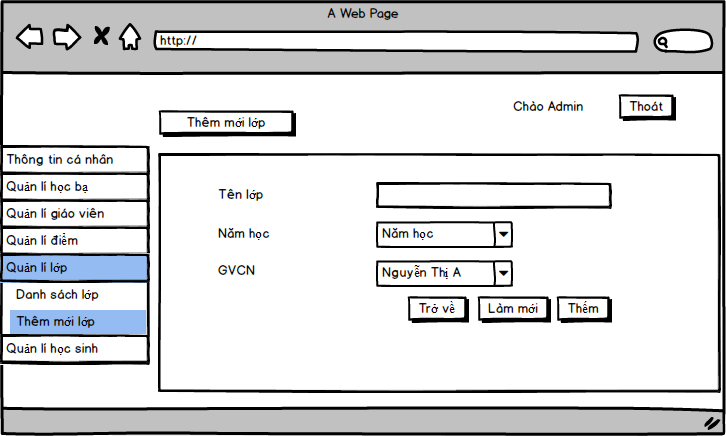 A Web Page
http://
Chào Admin
Thoát
Thêm mới lớp
Thông tin cá nhân
Quản lí học bạ
Quản lí giáo viên
Quản lí điểm
Quản lí lớp
Danh sách lớp
Thêm mới lớp
Quản lí học sinh
Tên lớp
Năm học
Năm học
GVCN
Nguyễn Thị A
Trở về
Làm mới
Thếm